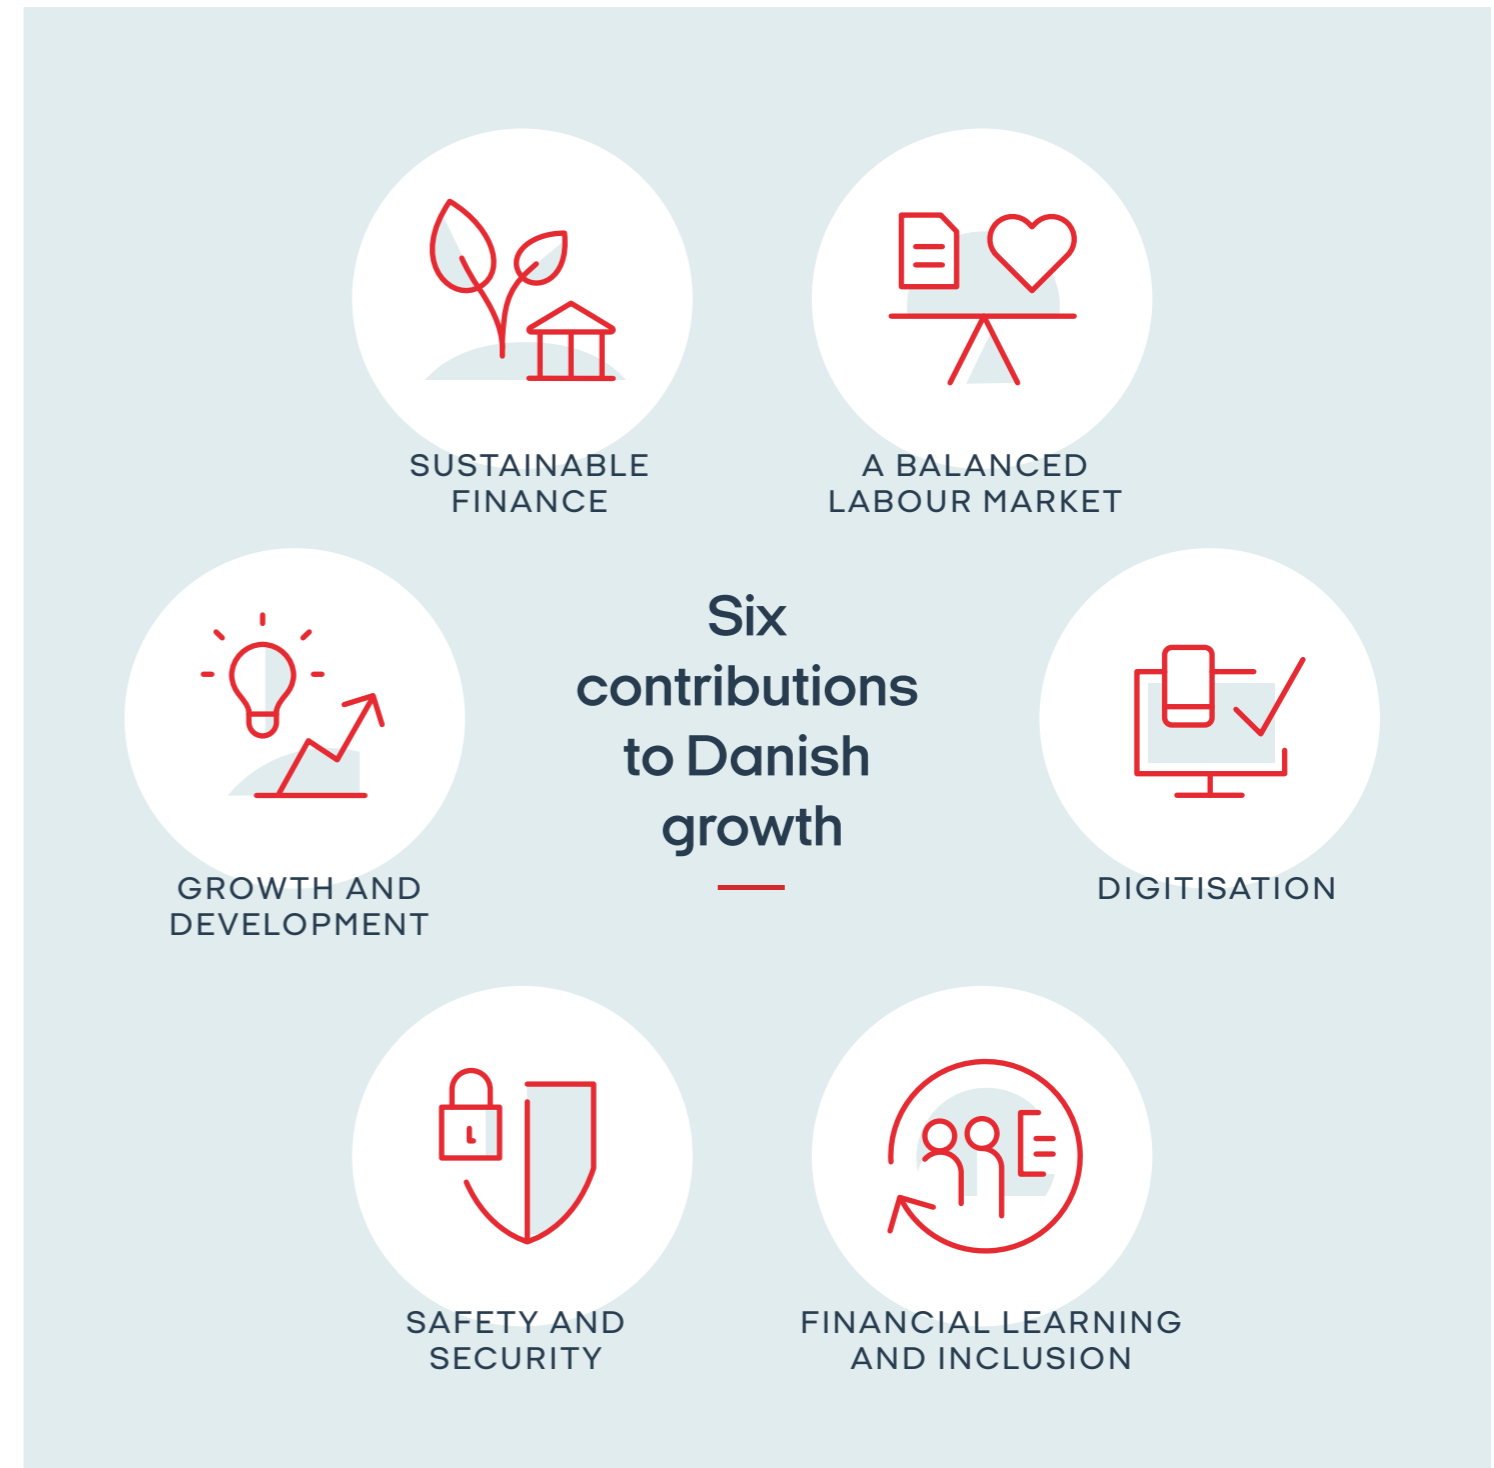 SUSTAINABLE
FINANCE
A BALANCED
LABOUR MARKET
Six
contributions
to Danish
growth
GROWTH AND
DEVELOPMENT
DIGITISATION
SAFETY AND
SECURITY
FINANCIAL LEARNING
AND INCLUSION